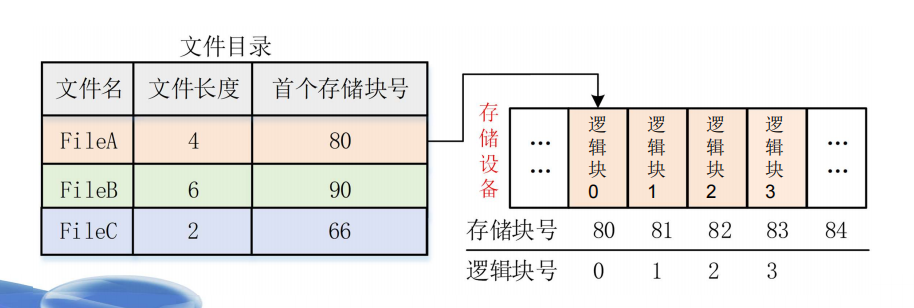 文件目录
文件名 文件长度 首个存储块号
FileA 4 80
FileB 6 90
FileC 2 66
存储设备
... ... 逻辑块0 逻辑块1 逻辑块2 逻辑块3 ... ...
存储块号 80 81 82 83 84
逻辑块号 0 1 2 3